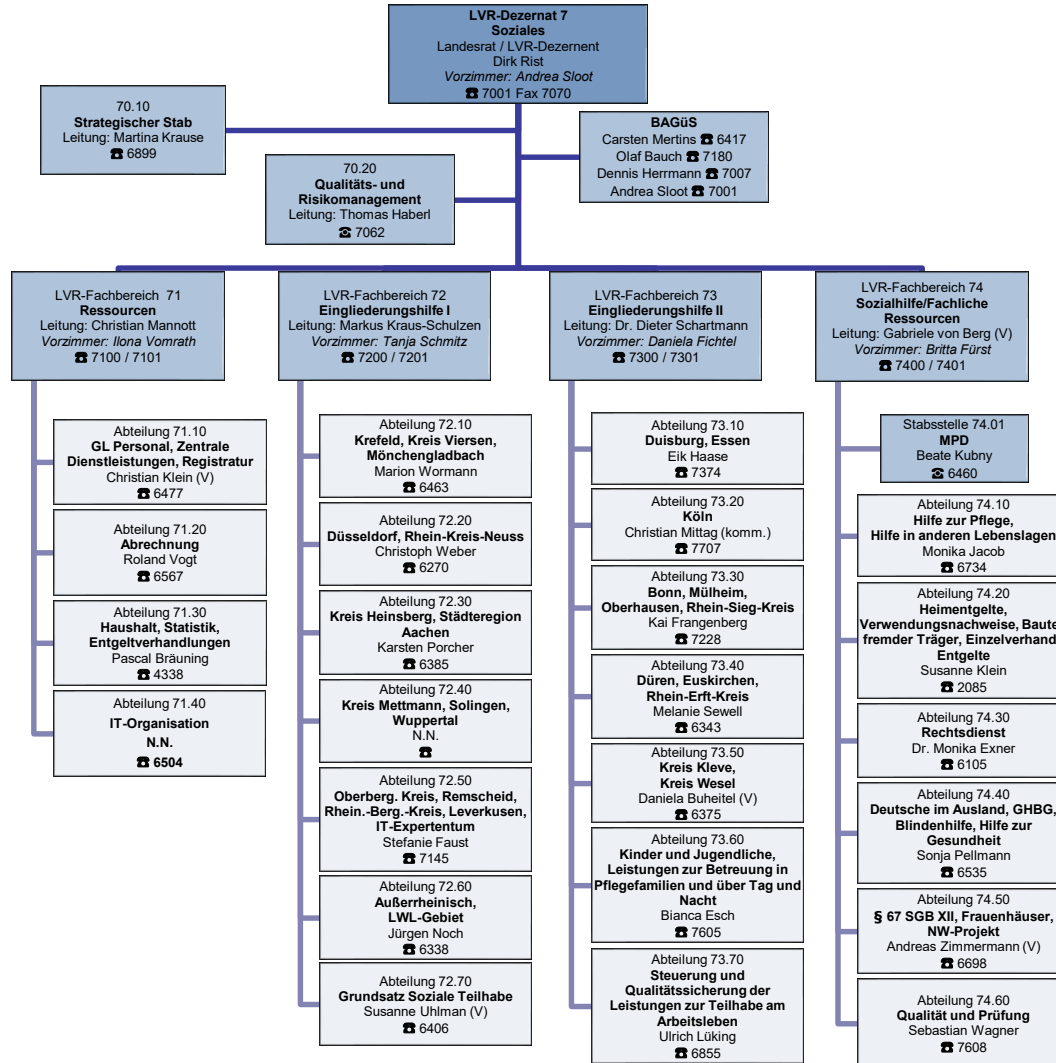 LVR-Dezernat 7
Soziales
Landesrat / LVR-Dezernent
Dirk Rist
Vorzimmer: Andrea Sloot
☎ 7001 Fax 7070
70.10
Strategischer Stab
Leitung: Martina Krause
☎ 6899
BAGüS
Carsten Mertins ☎ 6417
Olaf Bauch ☎ 7180
Dennis Herrmann ☎ 7007
Andrea Sloot ☎ 7001
70.20
Qualitäts- und
Risikomanagement
Leitung: Thomas Haberl
☎ 7062
LVR-Fachbereich 71
Ressourcen
Leitung: Christian Mannott
Vorzimmer: Ilona Vomrath
☎ 7100 / 7101
Abteilung 71.10
GL Personal, Zentrale
Dienstleistungen, Registratur
Christian Klein (V)
☎ 6477
Abteilung 71.20
Abrechnung
Roland Vogt
☎ 6567
Abteilung 71.30
Haushalt, Statistik,
Entgeltverhandlungen
Pascal Bräuning
☎ 4338
Abteilung 71.40
IT-Organisation
N.N.
☎ 6504
LVR-Fachbereich 72
Eingliederungshilfe I
Leitung: Markus Kraus-Schulzen
Vorzimmer: Tanja Schmitz
☎ 7200 / 7201
Abteilung 72.10
Krefeld, Kreis Viersen,
Mönchengladbach
Marion Wormann
☎ 6463
Abteilung 72.20
Düsseldorf, Rhein-Kreis-Neuss
Christoph Weber
☎ 6270
Abteilung 72.30
Kreis Heinsberg, Städteregion
Aachen
Karsten Porcher
☎ 6385
Abteilung 72.40
Kreis Mettmann, Solingen,
Wuppertal
N.N.
☎
Abteilung 72.50
Oberberg. Kreis, Remscheid,
Rhein.-Berg.-Kreis, Leverkusen,
IT-Expertentum
Stefanie Faust
☎ 7145
Abteilung 72.60
Außerrheinisch,
LWL-Gebiet
Jürgen Noch
☎ 6338
Abteilung 72.70
Grundsatz Soziale Teilhabe
Susanne Uhlman (V)
☎ 6406
LVR-Fachbereich 73
Eingliederungshilfe II
Leitung: Dr. Dieter Schartmann
Vorzimmer: Daniela Fichtel
☎ 7300 / 7301
Abteilung 73.10
Duisburg, Essen
Eik Haase
☎ 7374
Abteilung 73.20
Köln
Christian Mittag (komm.)
☎ 7707
Abteilung 73.30
Bonn, Mülheim,
Oberhausen, Rhein-Sieg-Kreis
Kai Frangenberg
☎ 7228
Abteilung 73.40
Düren, Euskirchen,
Rhein-Erft-Kreis
Melanie Sewell
☎ 6343
Abteilung 73.50
Kreis Kleve,
Kreis Wesel
Daniela Buheitel (V)
☎ 6375
Abteilung 73.60
Kinder und Jugendliche,
Leistungen zur Betreuung in
Pflegefamilien und über Tag und
Nacht
Bianca Esch
☎ 7605
Abteilung 73.70
Steuerung und
Qualitätssicherung der
Leistungen zur Teilhabe am
Arbeitsleben
Ulrich Lüking
☎ 6855
LVR-Fachbereich 74
Sozialhilfe/Fachliche
Ressourcen
Leitung: Gabriele von Berg (V)
Vorzimmer: Britta Fürst
☎ 7400 / 7401
Stabsstelle 74.01
MPD
Beate Kubny
☎ 6460
Abteilung 74.10
Hilfe zur Pflege,
Hilfe in anderen Lebenslagen
Monika Jacob
☎ 6734
Abteilung 74.20
Heimentgelte,
Verwendungsnachweise, Baute
fremder Träger, Einzelverhand
Entgelte
Susanne Klein
☎ 2085
Abteilung 74.30
Rechtsdienst
Dr. Monika Exner
☎ 6105
Abteilung 74.40
Deutsche im Ausland, GHBG,
Blindenhilfe, Hilfe zur
Gesundheit
Sonja Pellmann
☎ 6535
Abteilung 74.50
§ 67 SGB XII, Frauenhäuser,
NW-Projekt
Andreas Zimmermann (V)
☎ 6698
Abteilung 74.60
Qualität und Prüfung
Sebastian Wagner
☎ 7608